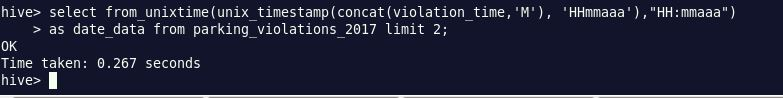 hive> select from_unixtime(unix_timestamp(concat(violation_time,'M'), 'HHmmaaa'),"HH:mmaaa")
    > as date_data from parking_violations_2017 limit 2;
OK
Time taken: 0.267 seconds
hive>